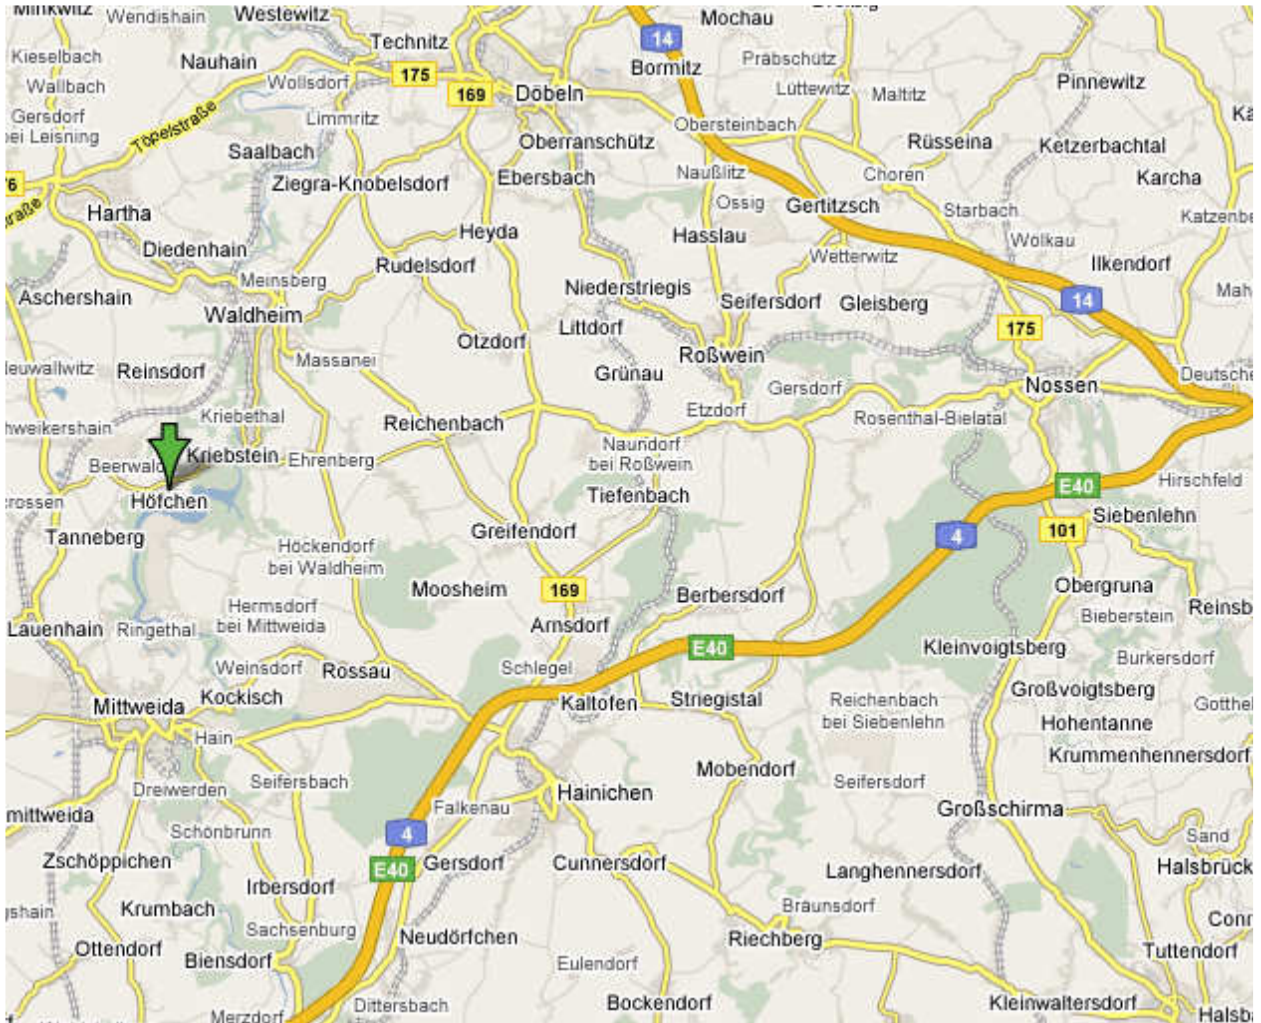 Westewitz
Mochau
Wendishain
14
Technitz
Kieselbach
Nauhain
Präbschütz
Bormitz
Wollsdorf
175
Pinnewitz
Wallbach
169
Döbeln
Lüttewitz
Maltitz
Gersdorf
bei Leisning
Limmritz
Töpelstraße
Obersteinbach
Oberranschütz
Rüsseina
Ketzerbachtal
Saalbach
Naußlitz
Choren
Ziegra-Knobelsdorf
Ebersbach
Karcha
Ossig
Gertitzsch
Starbach
Hartha
Heyda
Hasslau
Wolkau
Diedenhain
Wetterwitz
Ilkendorf
Rudelsdorf
Meinsberg
Niederstriegis
Aschershain
Seifersdorf
Gleisberg
14
Waldheim
Littdorf
175
Otzdorf
Roßwein
Massanei
Reinsdorf
Grünau
Gersdorf
Nossen
Deutsche
Kriebethal
Etzdorf
Rosenthal-Bielatal
Reichenbach
Naundorf
bei Roßwein
Kriebstein
Ehrenberg
Hirschfeld
E40
Höfchen
Tiefenbach
Siebenlehn
Tanneberg
Greifendorf
4
101
Höckendorf
bei Waldheim
Moosheim
169
Berbersdorf
Obergruna
Hermsdorf
bei Mittweida
Bieberstein
Lauenhain
Ringethal
Arnsdorf
E40
Kleinvoigtsberg
Burkersdorf
Weinsdorf
Rossau
Schlegel
Kockisch
Großvoigtsberg
Mittweida
Kaltofen
Striegistal
Reichenbach
bei Siebenlehn
Hohentanne
Hain
Krummenhennersdorf
Mobendorf
Seifersbach
Seifersdorf
Dreiwerden
Hainichen
Falkenau
Großschirma
mittweida
Schönbrunn
4
Sand
Zschöppichen
E40
Gersdorf
Cunnersdorf
Langhennersdorf
Halsbrück
Irbersdorf
Krumbach
Braunsdorf
Sachsenburg
Neudörfchen
Riechberg
Ottendorf
Biensdorf
Eulendorf
Tuttendorf
Dittersbach
Bockendorf
Kleinwaltersdorf
Merzdorf